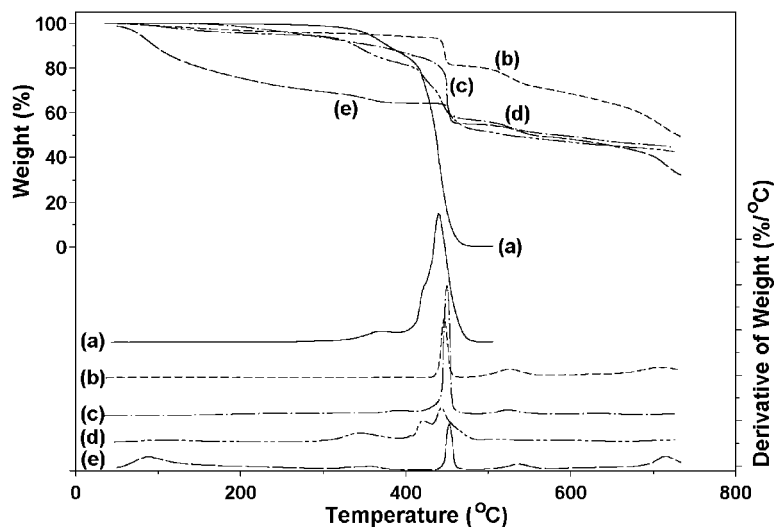 100
80
60
40
20
0
Weight (%)
(b)
(c)
(e)
(d)
(a)
(a)
(b)
(c)
(d)
(e)
Derivative of Weight (%/°C)
0
200
400
600
800
Temperature (°C)